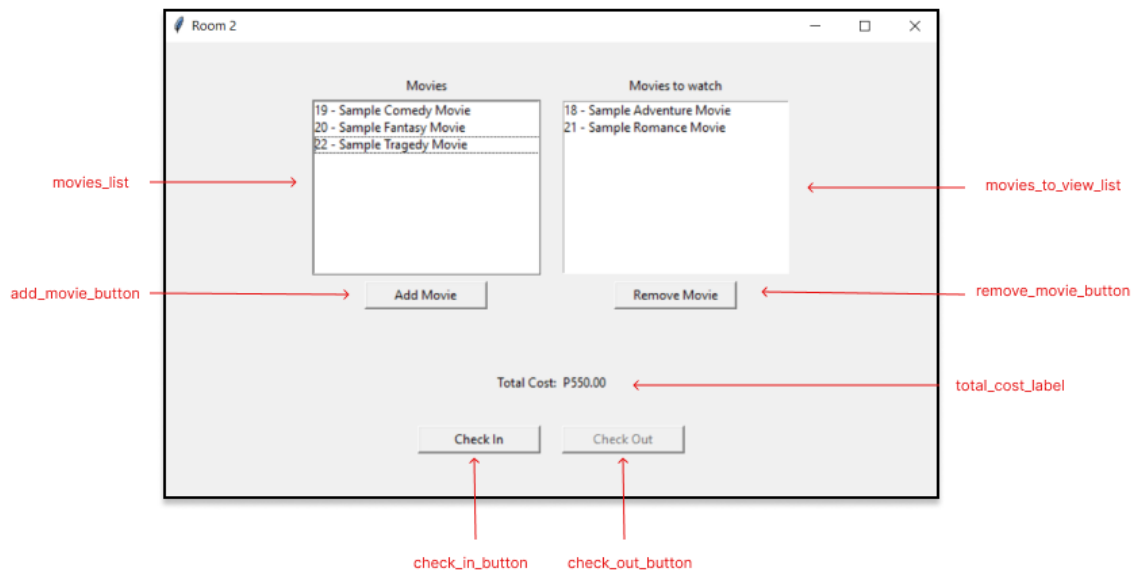 Room 2
Movies
Movies to watch
19 - Sample Comedy Movie
20 - Sample Fantasy Movie
22 - Sample Tragedy Movie
18 - Sample Adventure Movie
21 - Sample Romance Movie
movies_list
movies_to_view_list
add_movie_button
Add Movie
Remove Movie
remove_movie_button
Total Cost: P550.00
total_cost_label
Check In
Check Out
check_in_button
check_out_button